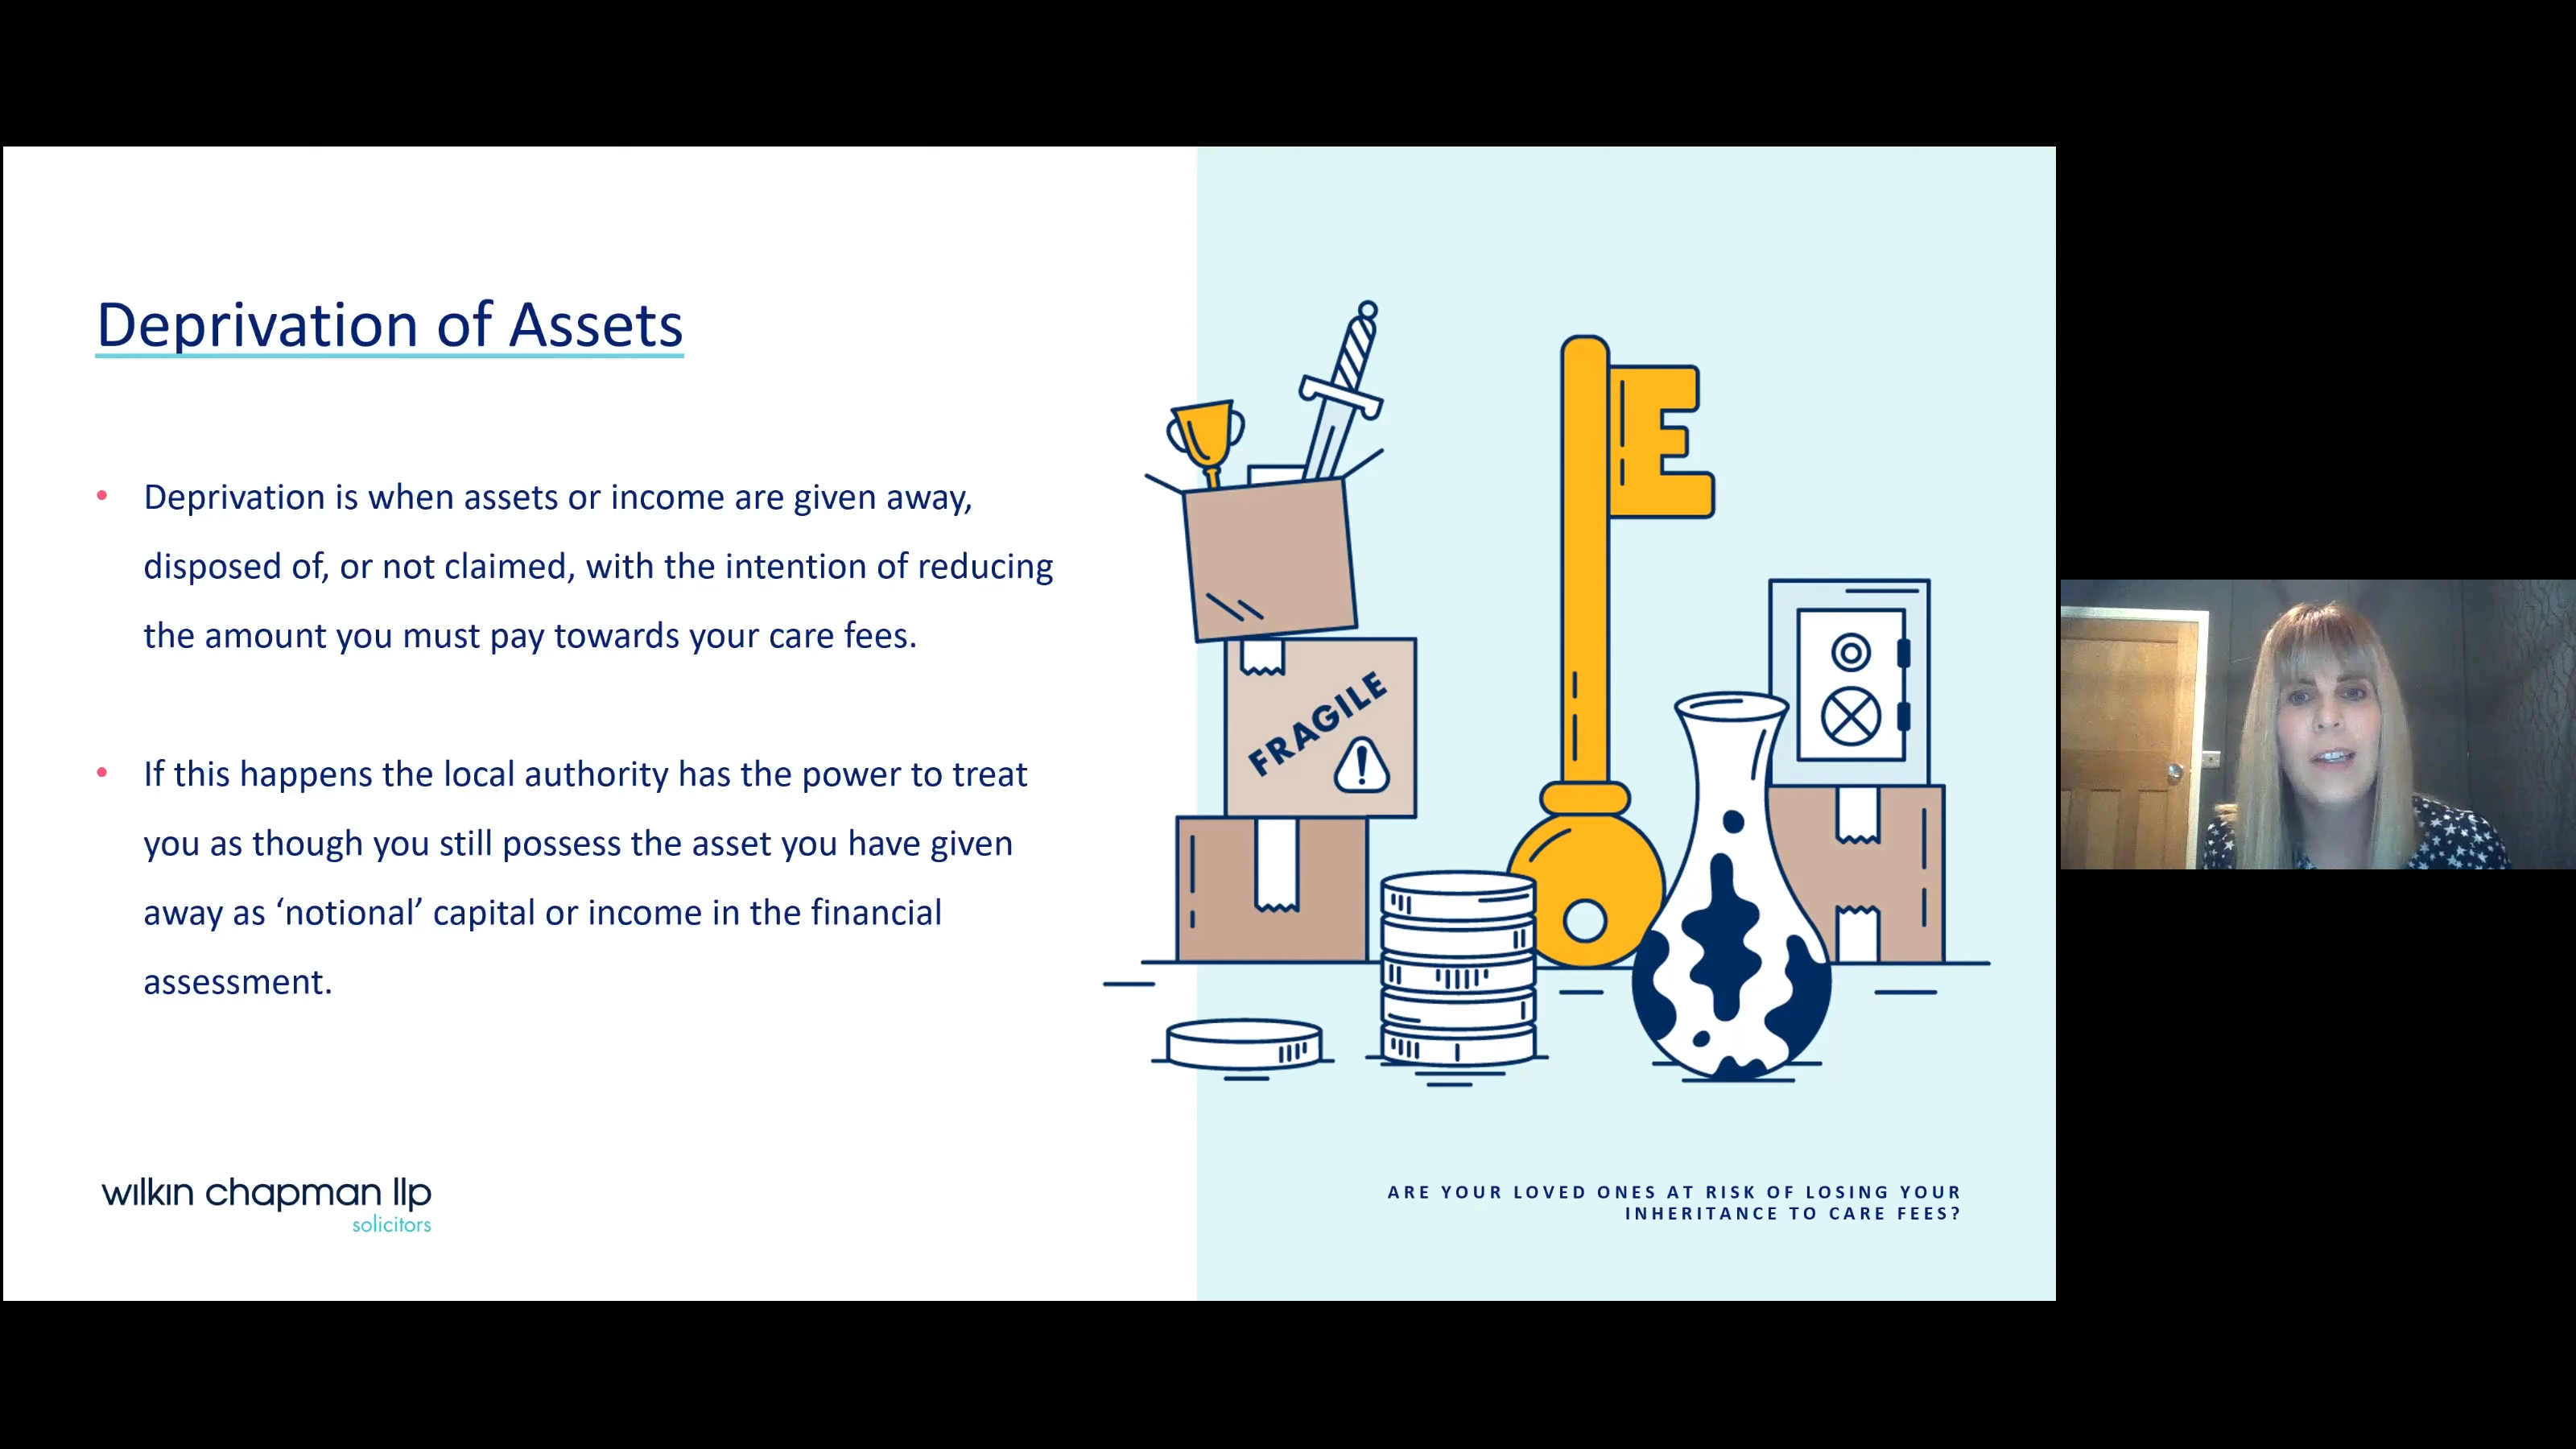 Deprivation of Assets
• Deprivation is when assets or income are given away,
disposed of, or not claimed, with the intention of reducing
the amount you must pay towards your care fees.
• If this happens the local authority has the power to treat
you as though you still possess the asset you have given
away as ‘notional’ capital or income in the financial
assessment.
FRAGILE
wilkin chapman llp
solicitors
ARE YOUR LOVED ONES AT RISK OF LOSING YOUR
INHERITANCE TO CARE FEES?